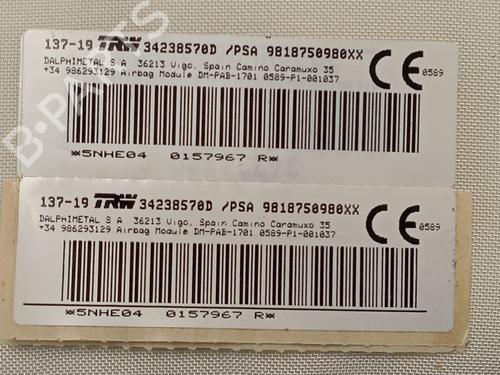 137-19 TRW 34238570D /PSA 9818750980XX
DALPHIMETAL S A 36213 Vigo, Spain Camino Caramuxo 35
+34 986293129 Airbag Module DM-PAB-1701 0589-P1-001037
CE 0589
*5NHE04 0157967 R*
137-19 TRW 34238570D /PSA 9818750980XX
DALPHIMETAL S A 36213 Vigo, Spain Camino Caramuxo 35
+34 986293129 Airbag Module DM-PAB-1701 0589-P1-001037
CE 0589
*5NHE04 0157967 R*
B-PARTS